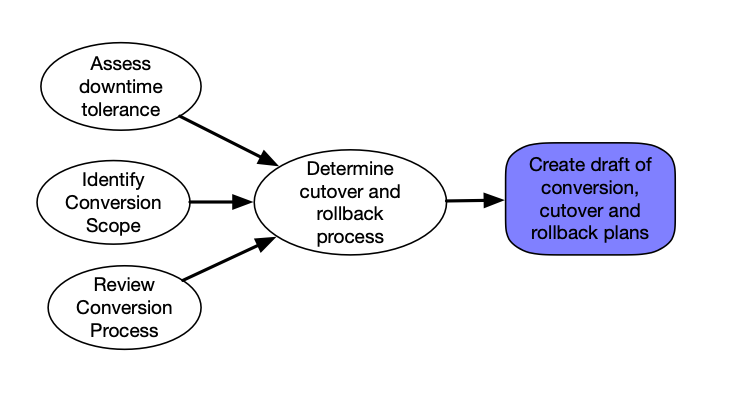 Assess
downtime
tolerance
Identify
Conversion
Scope
Review
Conversion
Process
Determine
cutover and
rollback
process
Create draft of
conversion,
cutover and
rollback plans